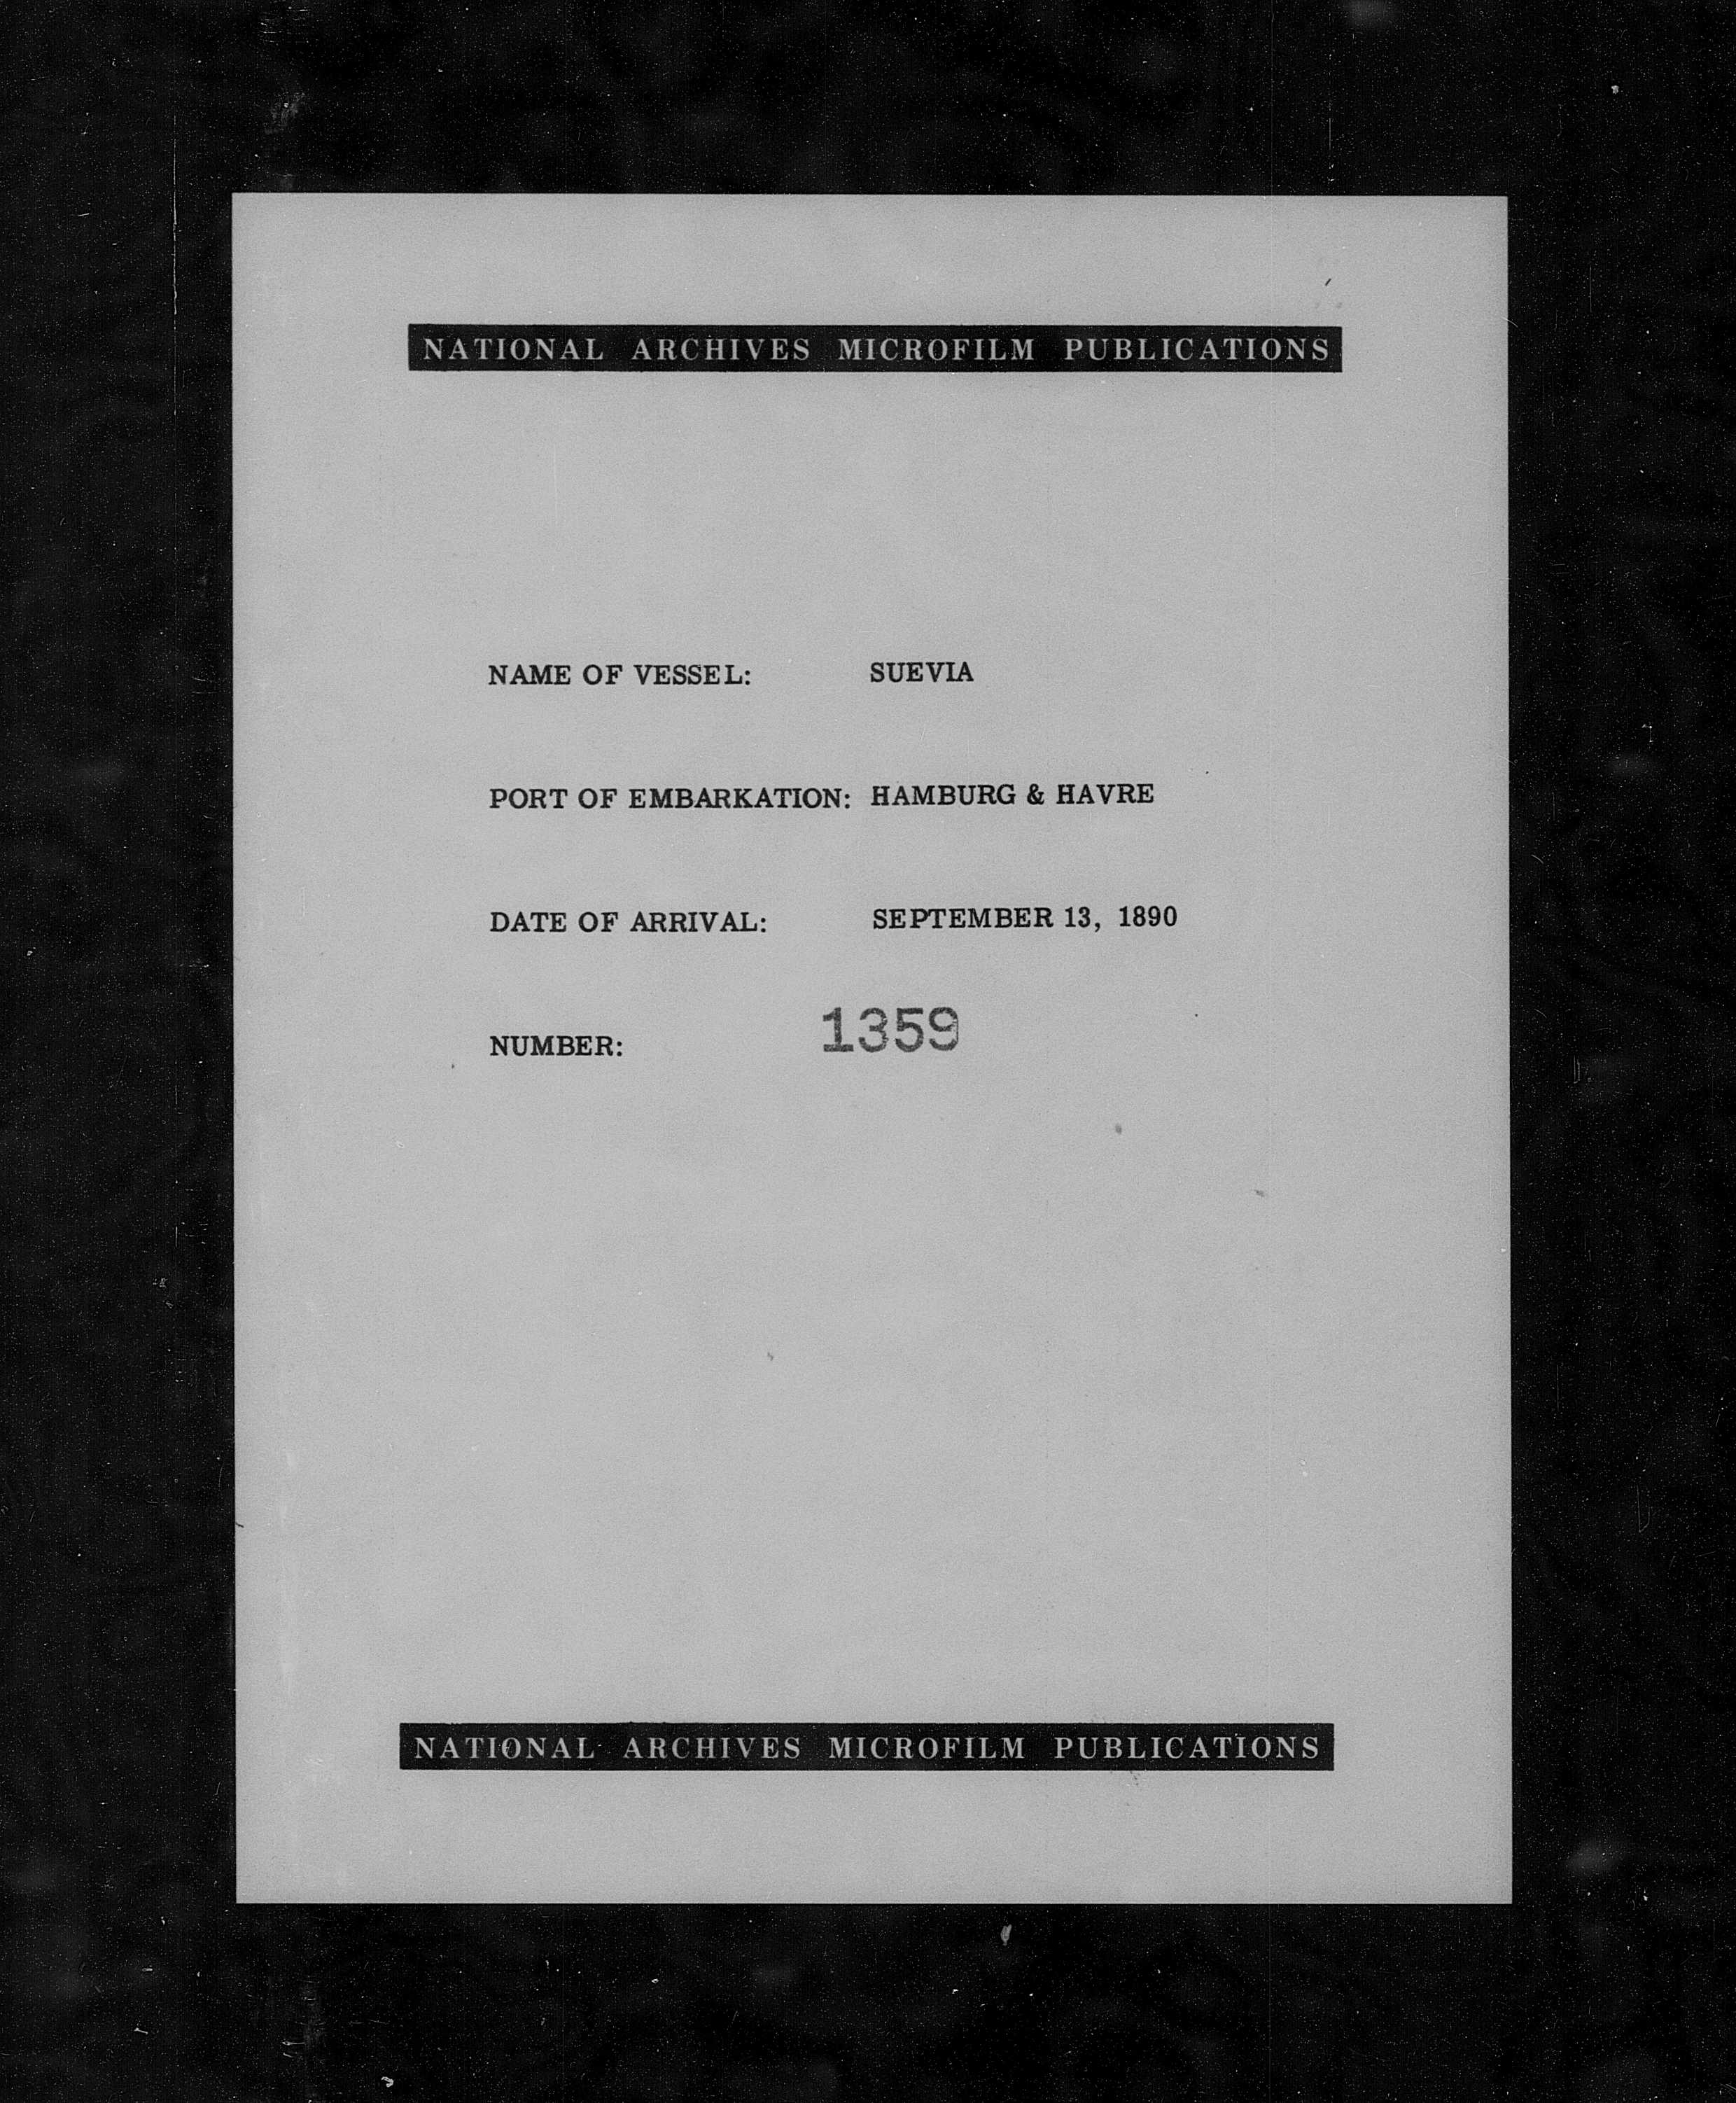 NATIONAL ARCHIVES MICROFILM PUBLICATIONS
NAME OF VESSEL: SUEVIA
PORT OF EMBARKATION: HAMBURG & HAVRE
DATE OF ARRIVAL: SEPTEMBER 13, 1890
NUMBER: 1359
NATIONAL ARCHIVES MICROFILM PUBLICATIONS